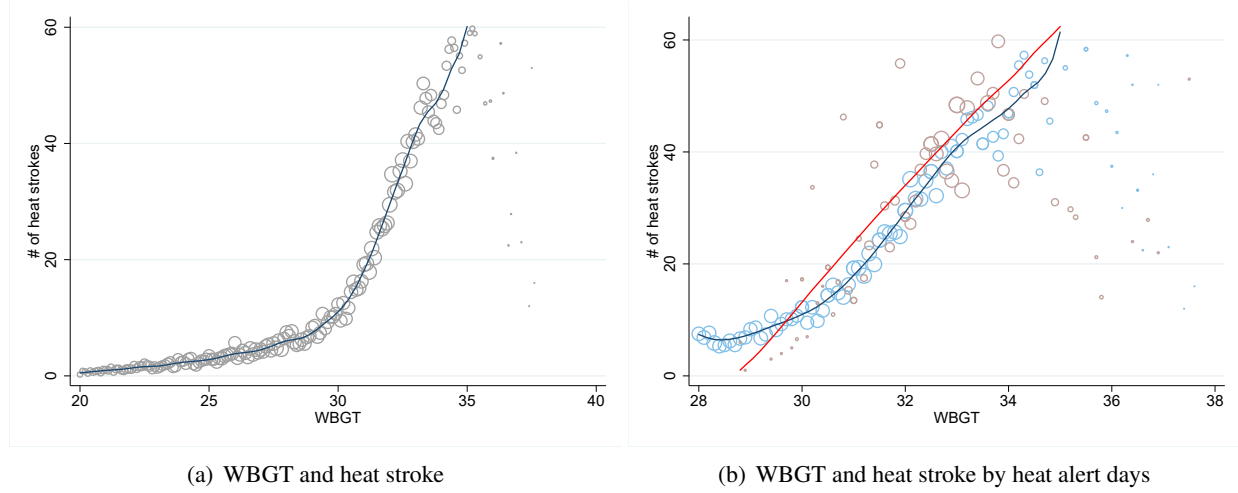 60
40
20
0
# of heat strokes
20 25 30 35 40
WBGT
(a) WBGT and heat stroke
60
40
20
0
# of heat strokes
28 30 32 34 36 38
WBGT
(b) WBGT and heat stroke by heat alert days